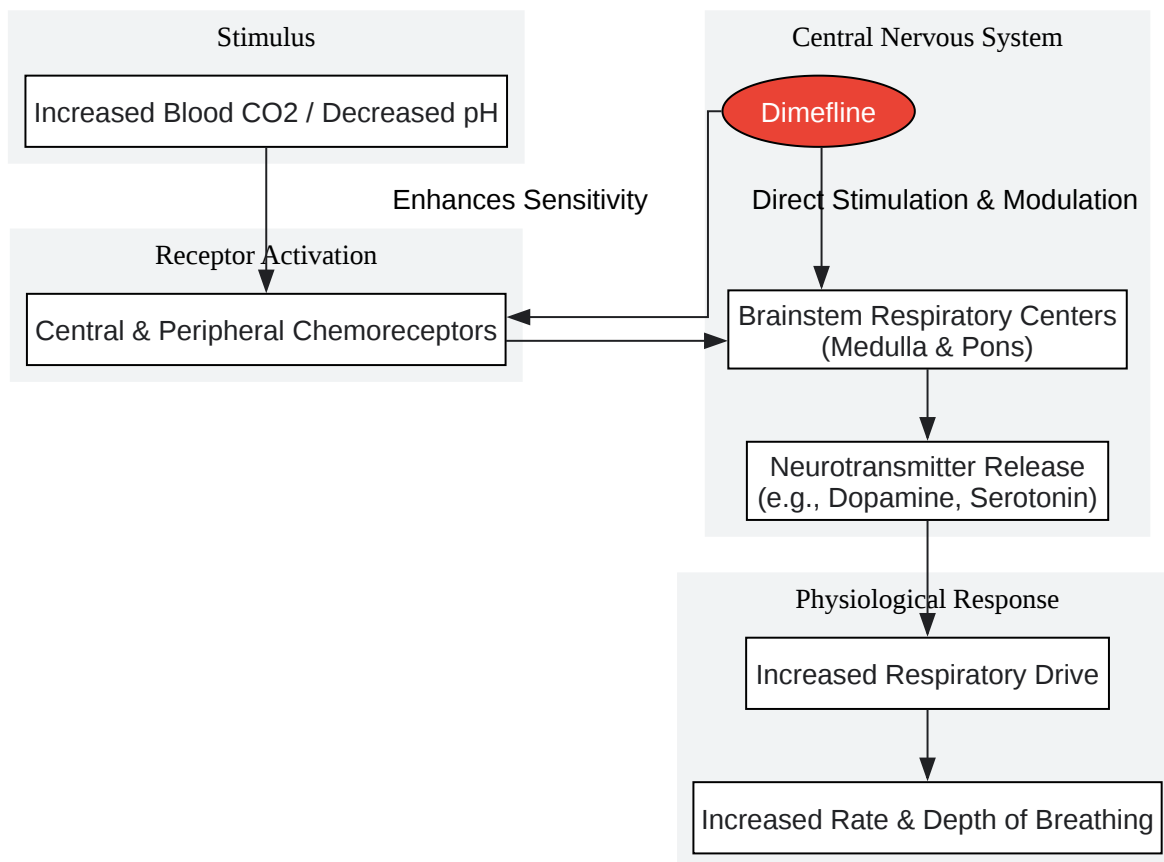 Stimulus
Increased Blood CO2 / Decreased pH
Central Nervous System
Dimefline
Enhances Sensitivity
Direct Stimulation & Modulation
Receptor Activation
Central & Peripheral Chemoreceptors
Brainstem Respiratory Centers
(Medulla & Pons)
Neurotransmitter Release
(e.g., Dopamine, Serotonin)
Physiological Response
Increased Respiratory Drive
Increased Rate & Depth of Breathing